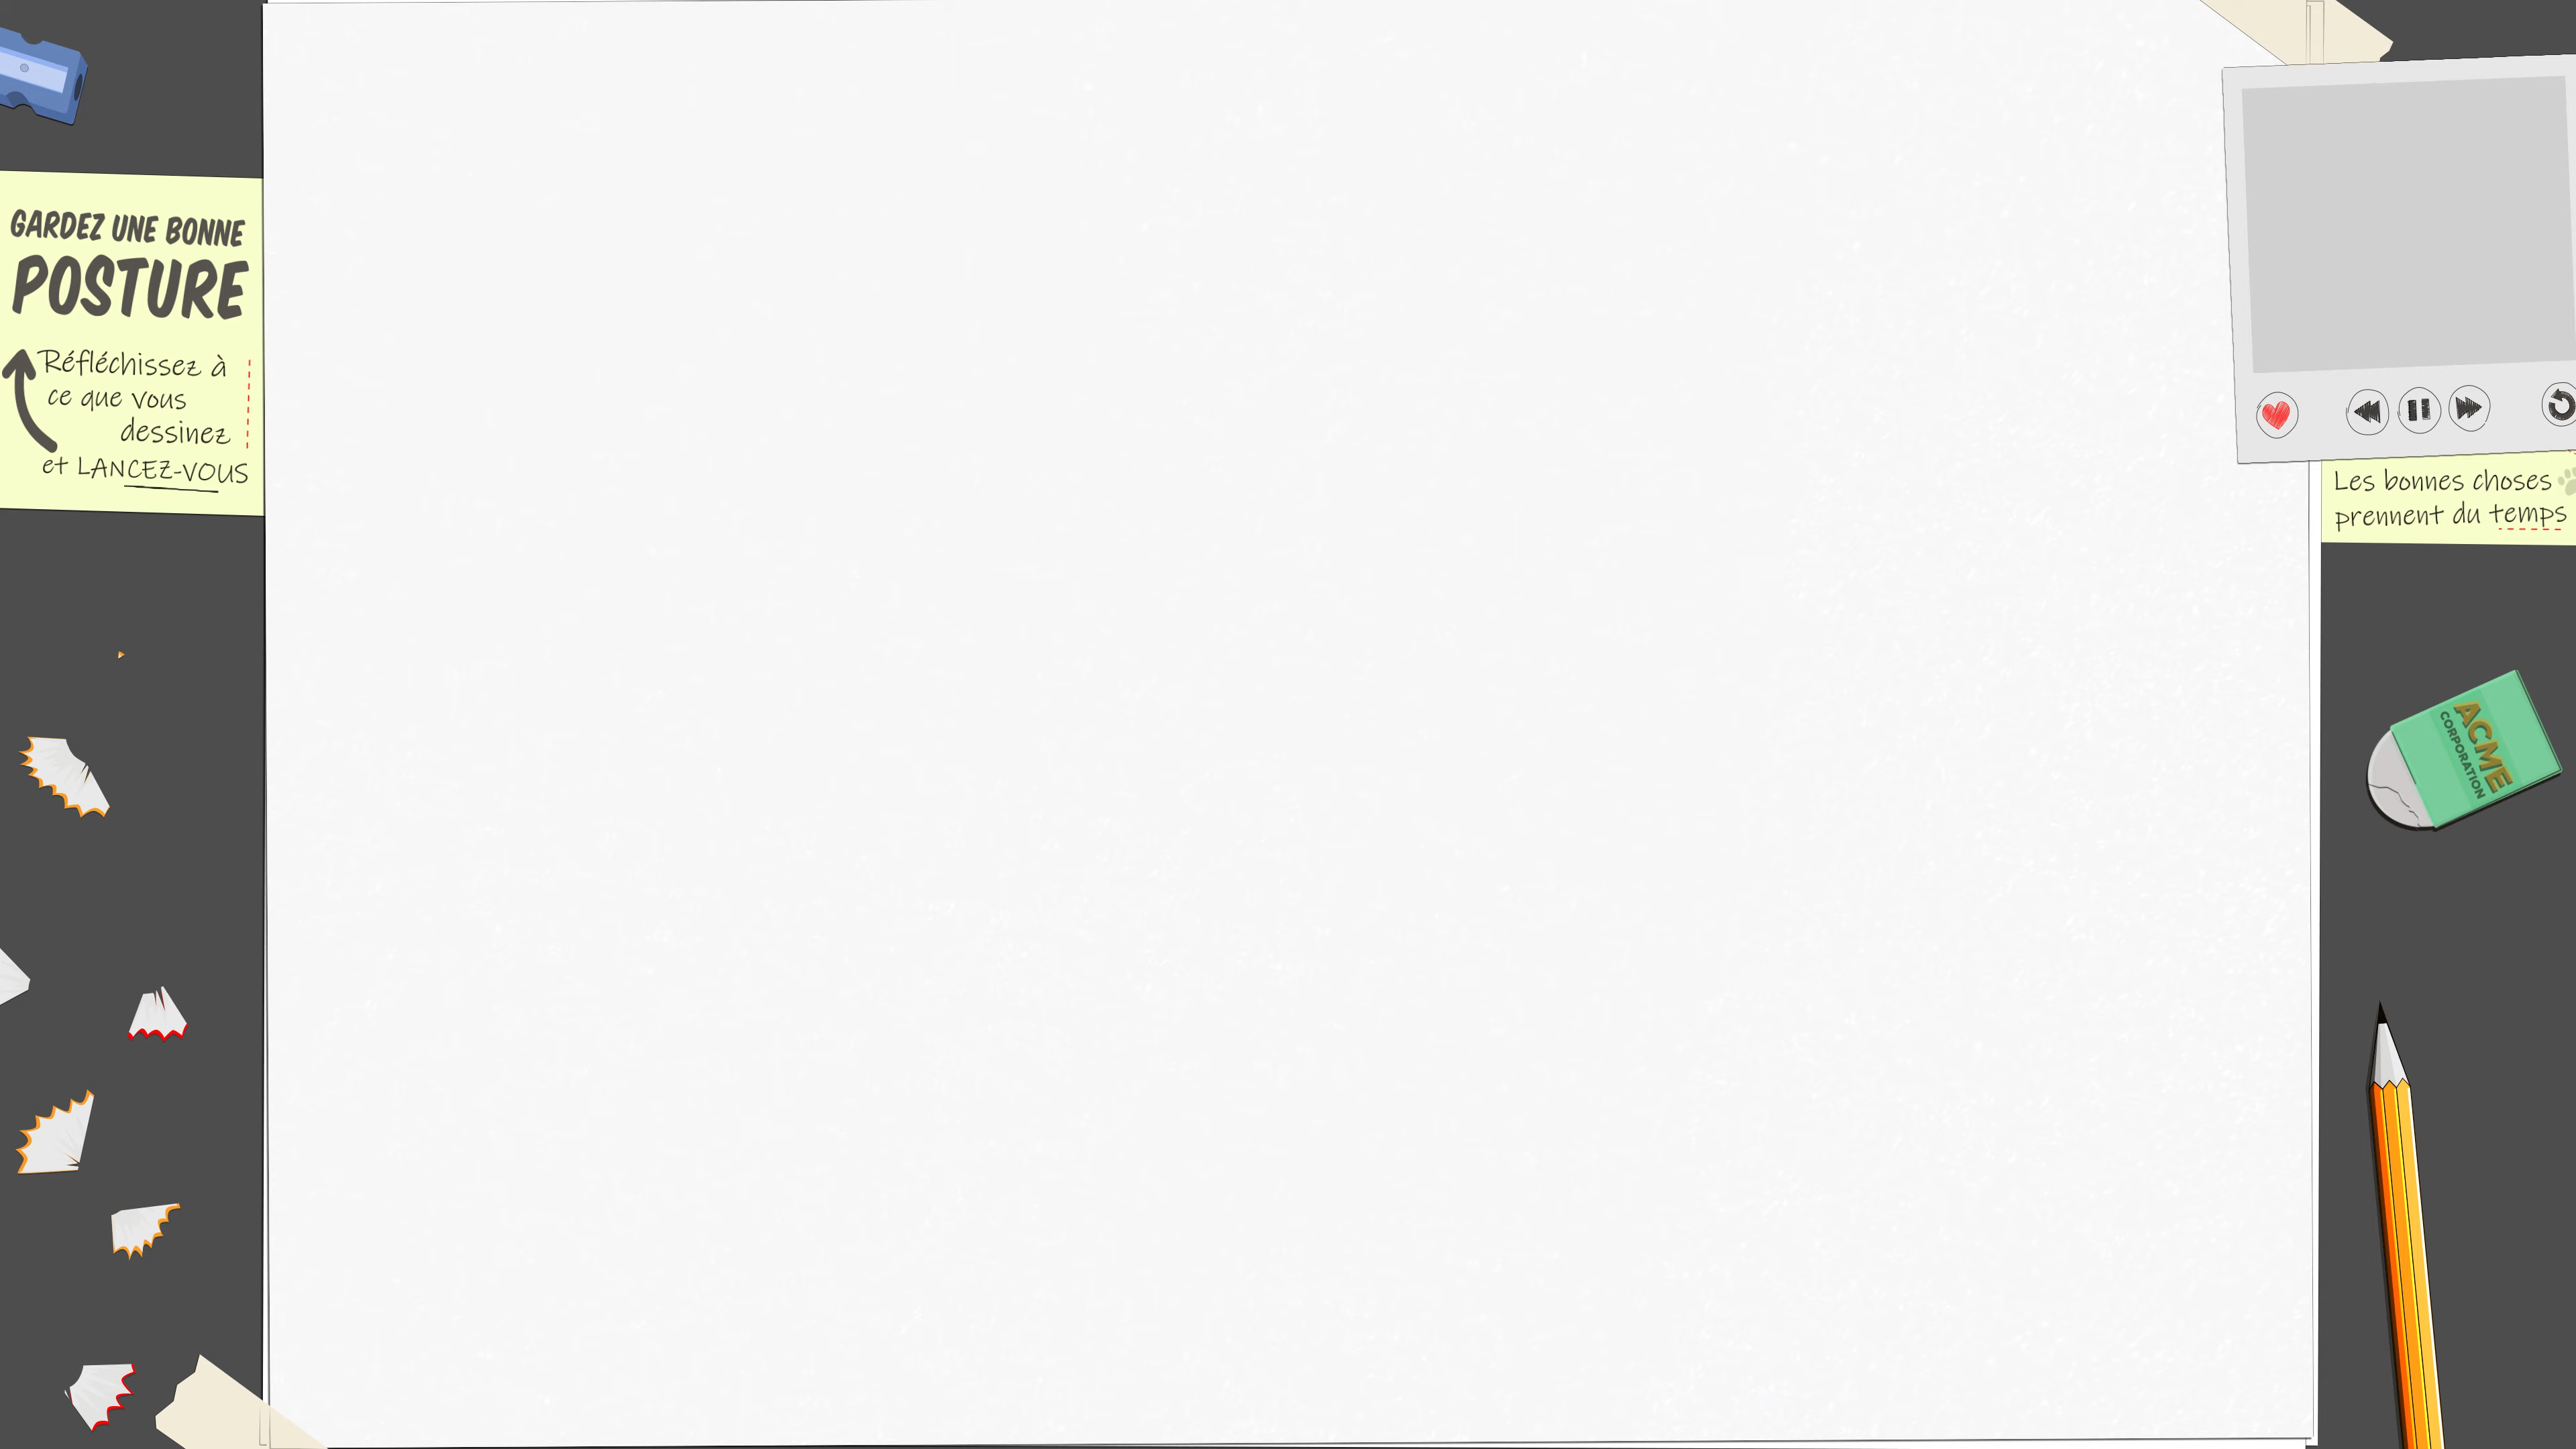 GARDEZ UNE BONNE
POSTURE
Réfléchissez à
ce que vous
dessinez
et LANCEZ-VOUS
Les bonnes choses
prennent du temps
ACME
CORPORATION